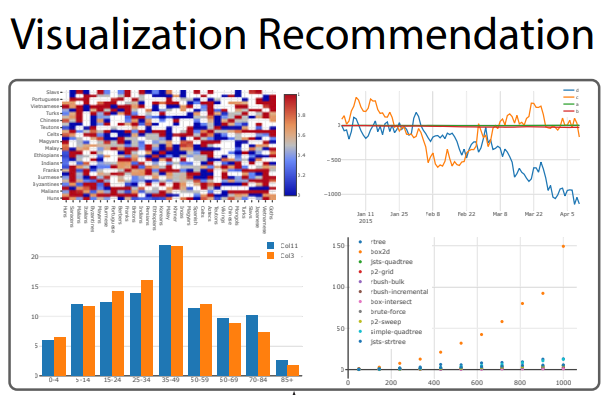 Visualization Recommendation
Slavs
Portuguese
Vietnamese
Turks
Chinese
Teutons
Celts
Magyars
Malay
Ethiopians
Indians
Franks
Burmese
Byzantines
Malians
Huns
1
0.8
0.6
0.4
0.2
0
0
−500
−1000
Jan 11
2015
Jan 25
Feb 8
Feb 22
Mar 8
Mar 22
Apr 5
d
c
a
b
Col11
Col3
20
15
10
5
0
0-4
5-14
15-24
25-34
35-49
50-59
60-69
70-84
85+
rtree
box2d
jsts-quadtree
p2-grid
rbush-bulk
rbush-incremental
box-intersect
brute-force
p2-sweep
simple-quadtree
jsts-strtree
150
100
50
0
0
200
400
600
800
1000